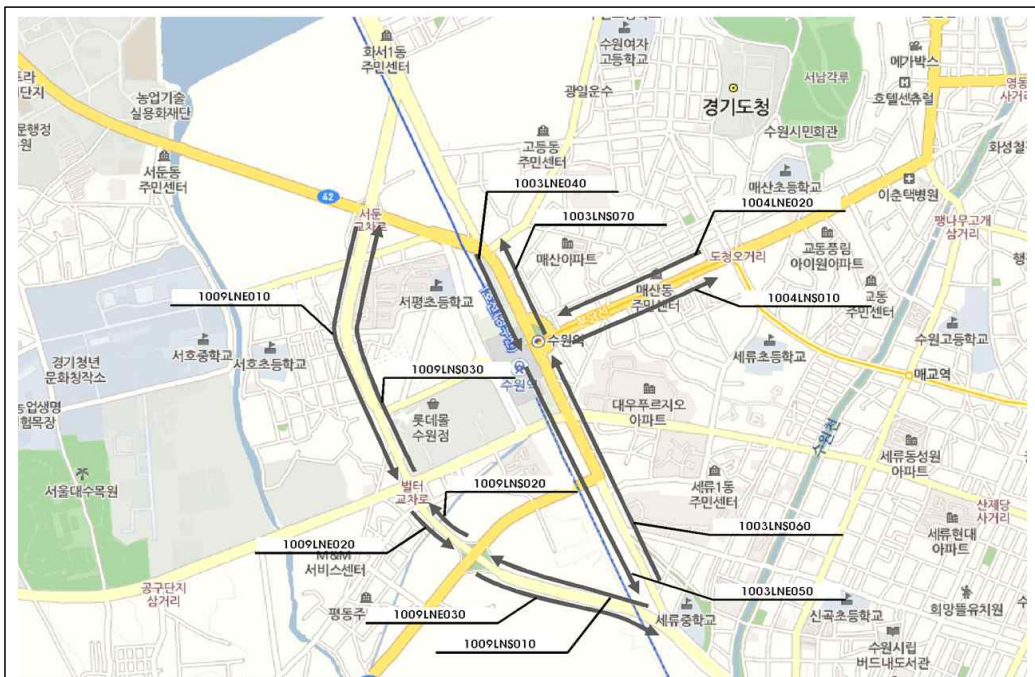 화서1동
주민센터
수원여자
고등학교
메가박스
서남각루
호텔센츄럴
영동
사거리
농업기술
실용화재단
광일운수
경기도청
수원시민회관
화성
문행정
고등동
주민센터
서둔동
주민센터
1003LNE040
매산초등학교
이춘택병원
42
1003LNS070
1004LNE020
서둔
교차로
팽나무고개
삼거리
매산아파트
도청오거리
교동풍림
아이원아파트
서평초등학교
매산동
주민센터
교동
주민센터
1009LNE010
1004LNS010
수원역
서호중학교
서호초등학교
세류초등학교
수원고등학교
경기청년
문화창작소
수원역
매교역
1009LNS030
대우푸르지오
아파트
농업생명
험목장
롯데몰
수원점
수원천
세류동성원
아파트
서울대수목원
벌터
교차로
1009LNS020
세류1동
주민센터
산제당
사거리
1003LNS060
세류현대
아파트
1009LNE020
M&M
서비스센터
공구단지
삼거리
1003LNE050
평동주
1009LNE030
세류중학교
신곡초등학교
희망뜰유치원
1009LNS010
수원시립
버드내도서관